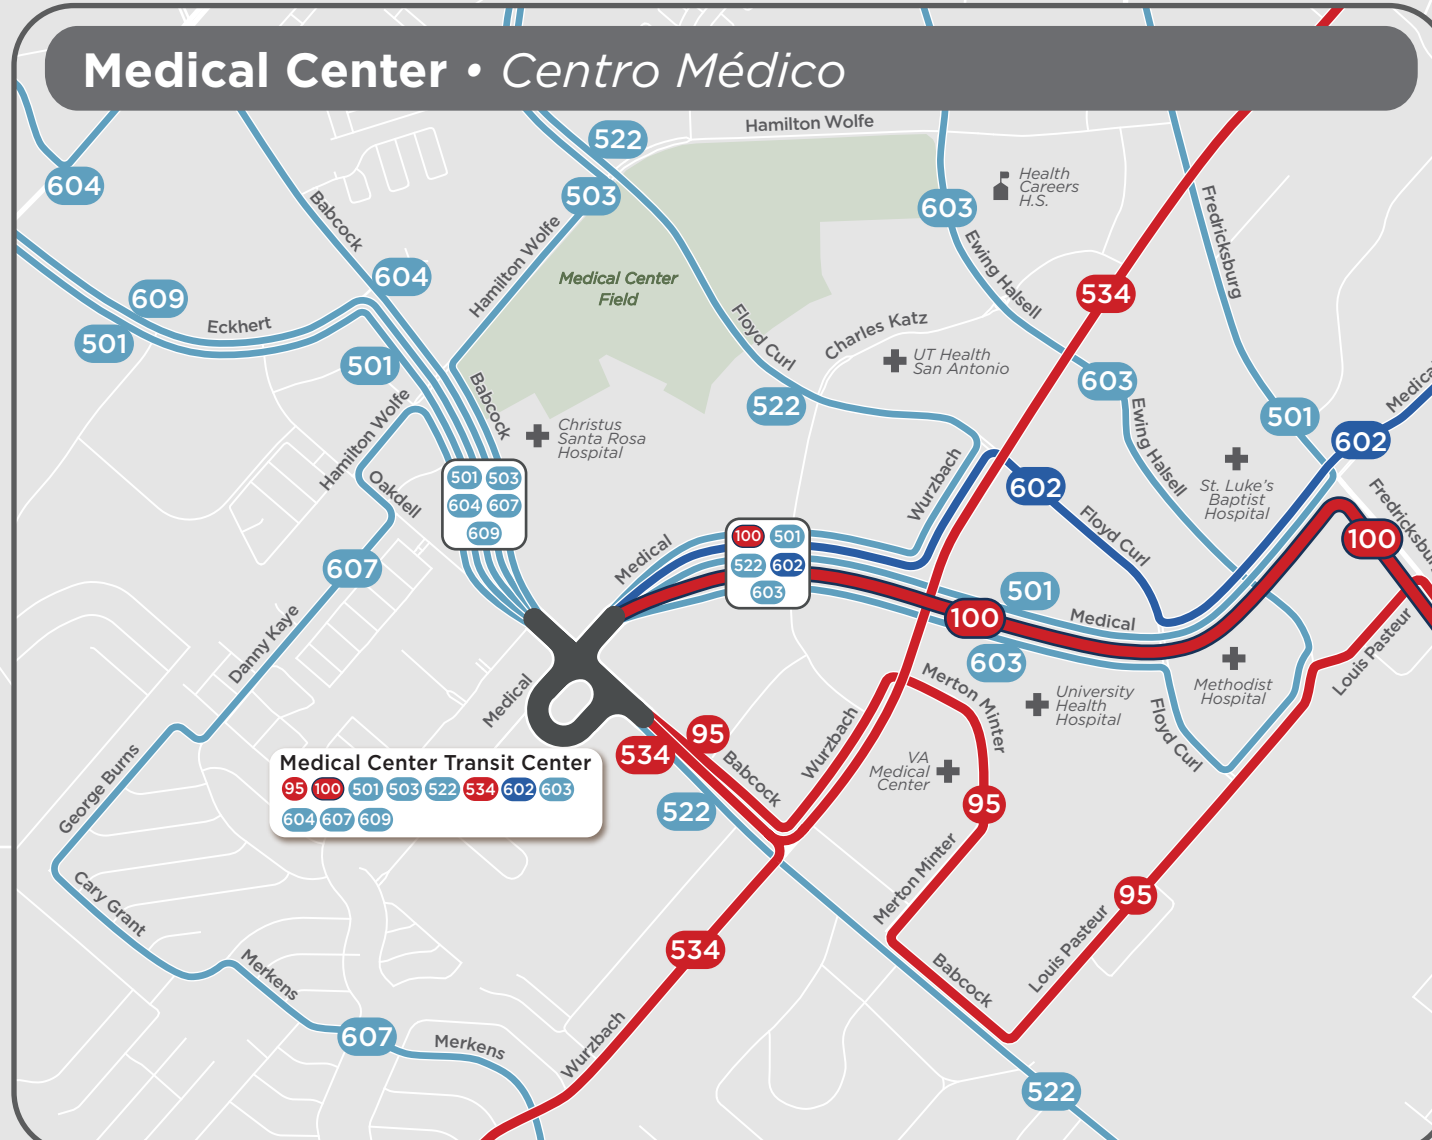 Medical Center • Centro Médico
522
Hamilton Wolfe
604
503
Health
Careers
H.S.
603
Babcock
Fredricksburg
Hamilton Wolfe
Ewing Halsell
604
Medical Center
Field
534
609
Eckhert
501
Floyd Curl
Charles Katz
501
UT Health
San Antonio
603
Medical
Babcock
522
Hamilton Wolfe
501
Ewing Halsell
602
Christus
Santa Rosa
Hospital
Wurzbach
St. Luke's
Baptist
Hospital
501 503
604 607
609
Oakdell
602
Fredricksburg
Floyd Curl
100
Medical
100 501
522 602
603
607
501
100
Medical
603
Danny Kaye
Louis Pasteur
Merton Minter
Methodist
Hospital
Medical
University
Health
Hospital
Floyd Curl
95
534
Wurzbach
Babcock
VA
Medical
Center
George Burns
Medical Center Transit Center
95 100 501 503 522 534 602 603
604 607 609
522
95
Merton Minter
Cary Grant
95
534
Louis Pasteur
Merkens
Babcock
607
Merkens
Wurzbach
522